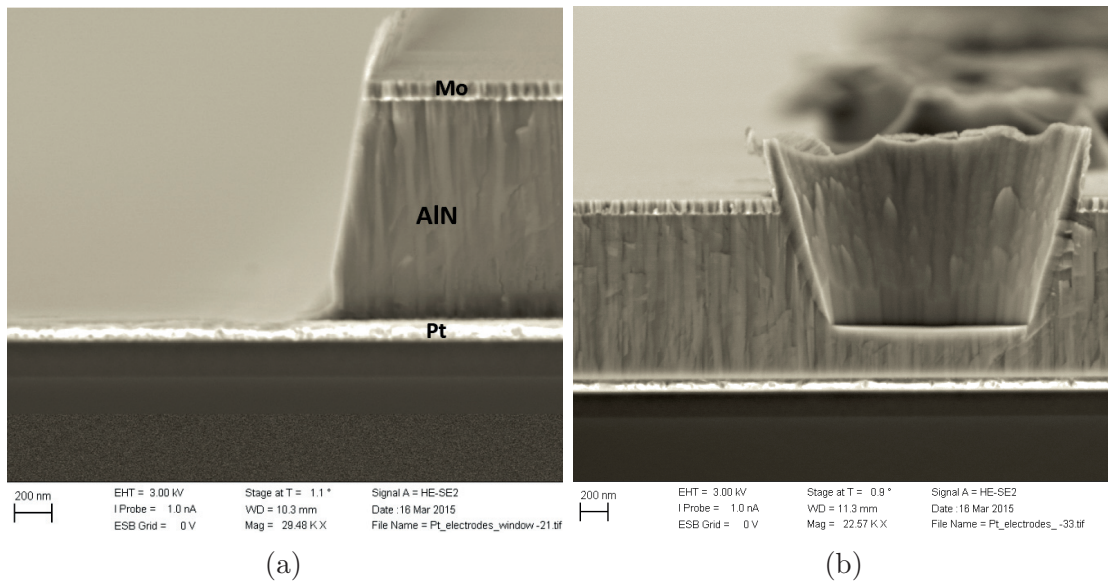 Mo
AlN
Pt
200 nm
EHT = 3.00 kV
I Probe = 1.0 nA
ESB Grid = 0 V
Stage at T = 1.1 °
WD = 10.3 mm
Mag = 29.48 K X
Signal A = HE-SE2
Date :16 Mar 2015
File Name = Pt_electrodes_window -21.tif
(a)
200 nm
EHT = 3.00 kV
I Probe = 1.0 nA
ESB Grid = 0 V
Stage at T = 0.9 °
WD = 11.3 mm
Mag = 22.57 K X
Signal A = HE-SE2
Date :16 Mar 2015
File Name = Pt_electrodes_ -33.tif
(b)